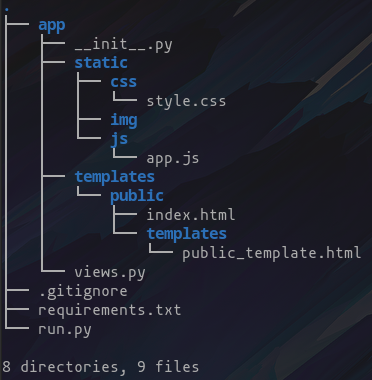 .
├── app
│   ├── __init__.py
│   ├── static
│   │   ├── css
│   │   │   └── style.css
│   │   ├── img
│   │   └── js
│   │       └── app.js
│   ├── templates
│   │   └── public
│   │       ├── index.html
│   │       └── templates
│   │           └── public_template.html
│   └── views.py
├── .gitignore
├── requirements.txt
└── run.py
8 directories, 9 files